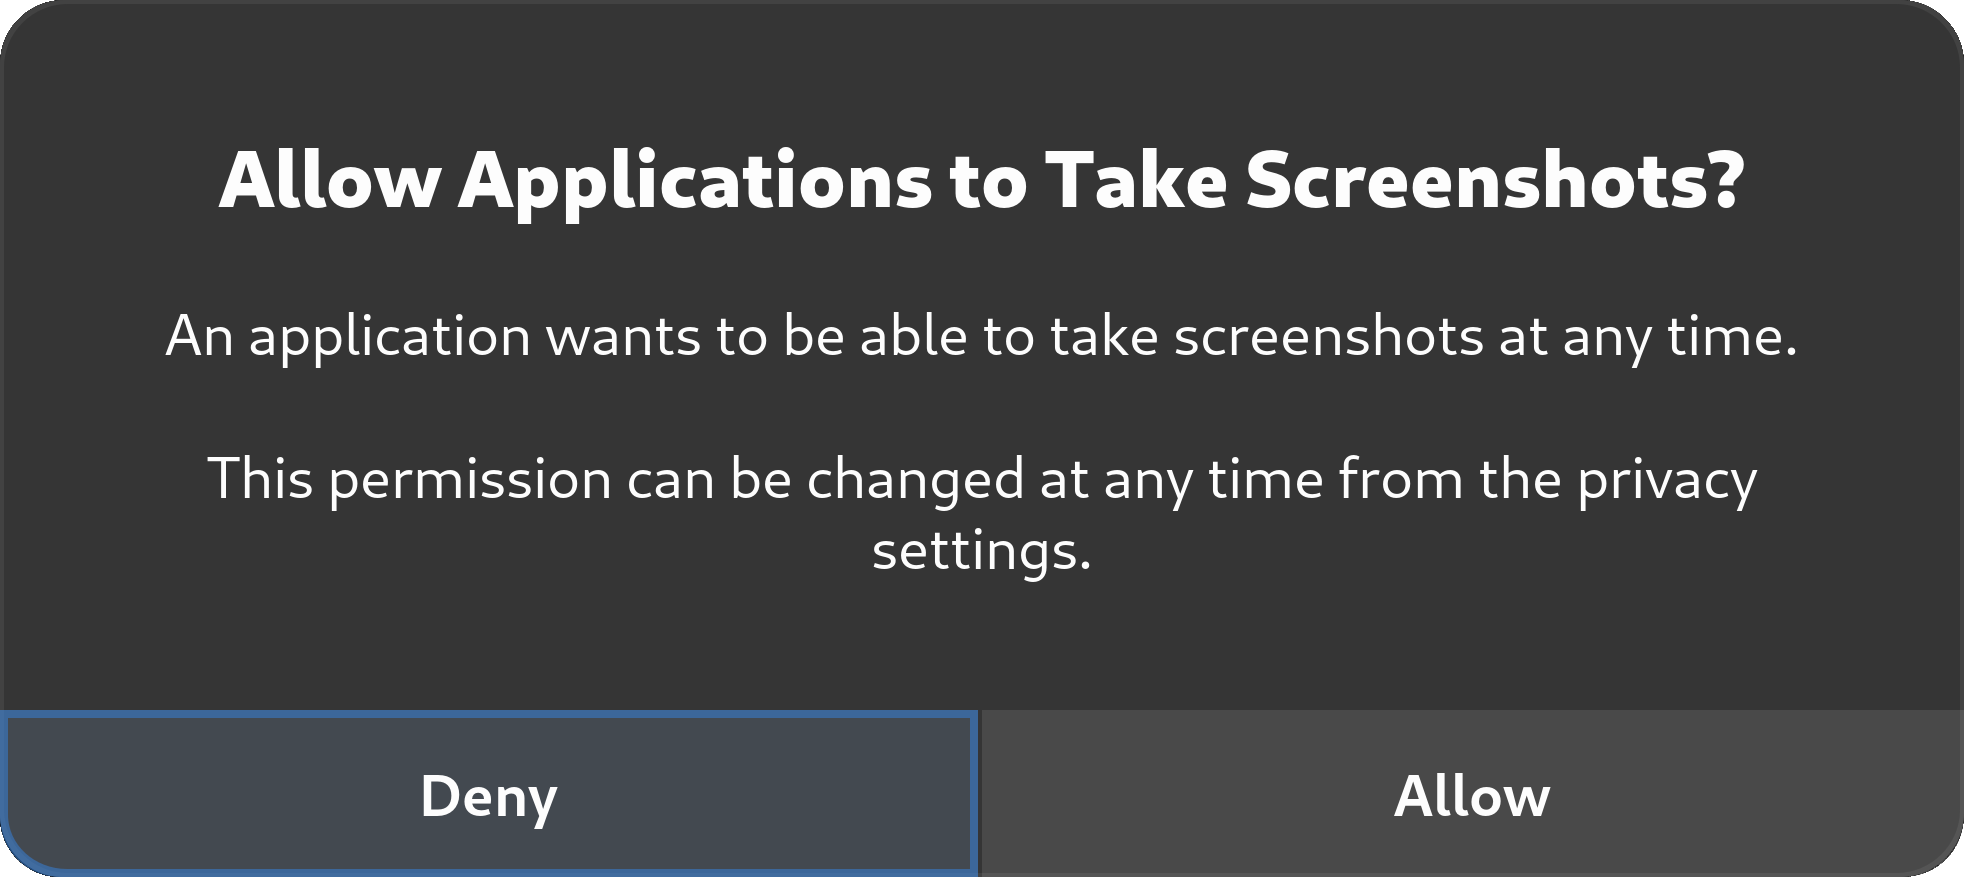 Allow Applications to Take Screenshots?
An application wants to be able to take screenshots at any time.
This permission can be changed at any time from the privacy
settings.
Deny
Allow